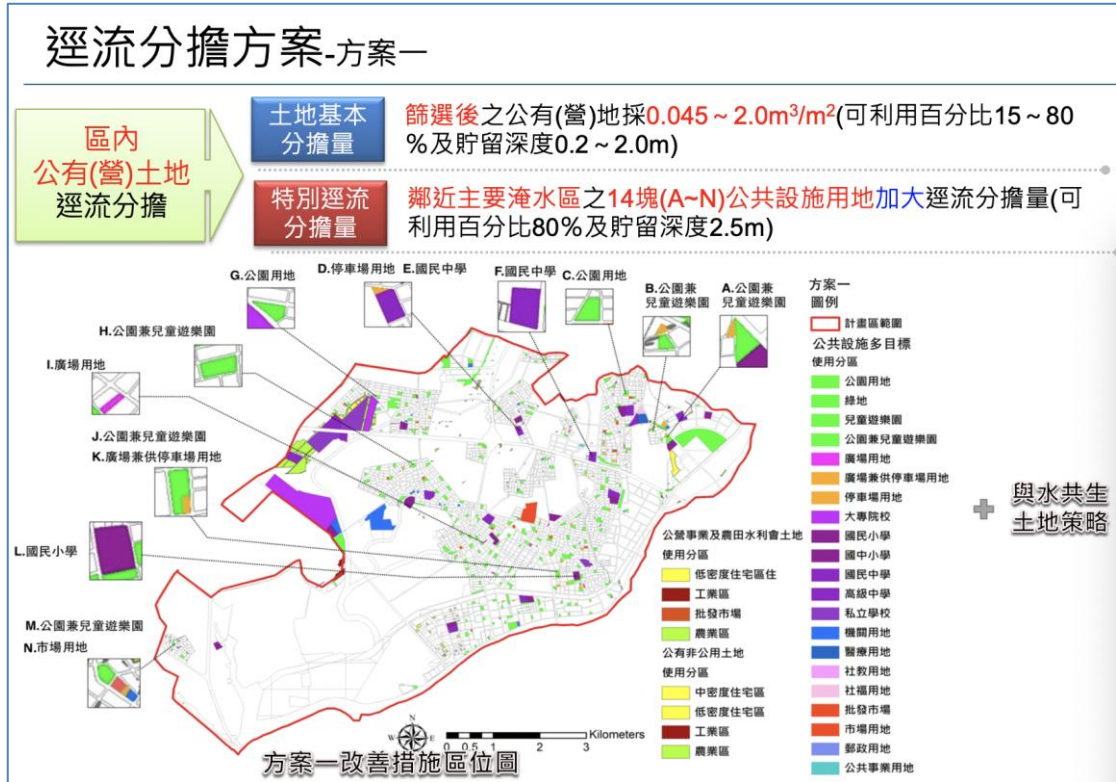 逕流分擔方案-方案一
區內
公有(營)土地
逕流分擔
土地基本
分擔量
篩選後之公有(營)地採0.045～2.0m³/m²(可利用百分比15～80
%及貯留深度0.2～2.0m)
特別逕流
分擔量
鄰近主要淹水區之14塊(A~N)公共設施用地加大逕流分擔量(可
利用百分比80%及貯留深度2.5m)
G.公園用地
D.停車場用地
E.國民中學
F.國民中學
C.公園用地
B.公園兼
兒童遊樂園
A.公園兼
兒童遊樂園
H.公園兼兒童遊樂園
I.廣場用地
J.公園兼兒童遊樂園
K.廣場兼供停車場用地
L.國民小學
M.公園兼兒童遊樂園
N.市場用地
方案一
圖例
計畫區範圍
公共設施多目標
使用分區
公園用地
綠地
兒童遊樂園
公園兼兒童遊樂園
廣場用地
廣場兼供停車場用地
停車場用地
大專院校
國民小學
國中小學
國民中學
高級中學
私立學校
機關用地
醫療用地
社教用地
社福用地
批發市場
市場用地
郵政用地
公共事業用地
公營事業及農田水利會土地
使用分區
低密度住宅區住
工業區
批發市場
農業區
公有非公用土地
使用分區
中密度住宅區
低密度住宅區
工業區
農業區
與水共生
土地策略
N
W E
S
0 0.5 1 2 3 Kilometers
方案一改善措施區位圖